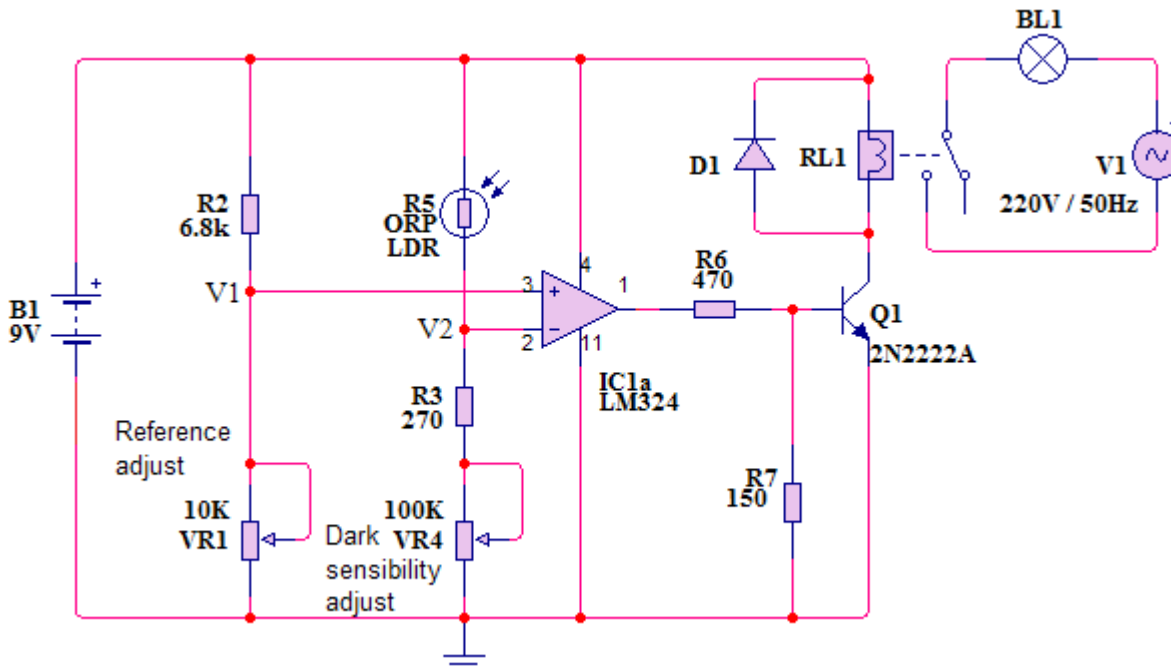 BL1
R2
6.8k
R5
ORP
LDR
D1
RL1
V1
220V / 50Hz
+
B1
9V
V1
V2
3
+
2
−
4
1
11
IC1a
LM324
R6
470
Q1
2N2222A
R3
270
Reference
adjust
10K
VR1
100K
VR4
Dark
sensibility
adjust
R7
150